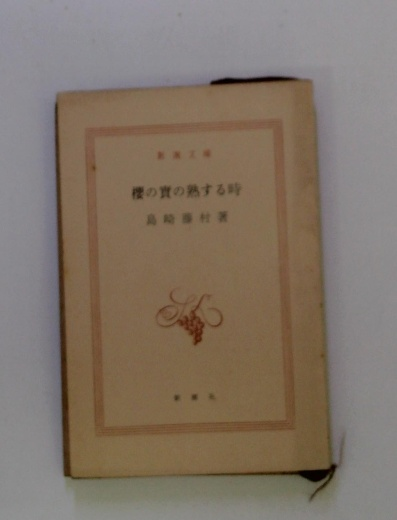 新潮文庫
櫻の實の熟する時
島崎藤村著
新潮社